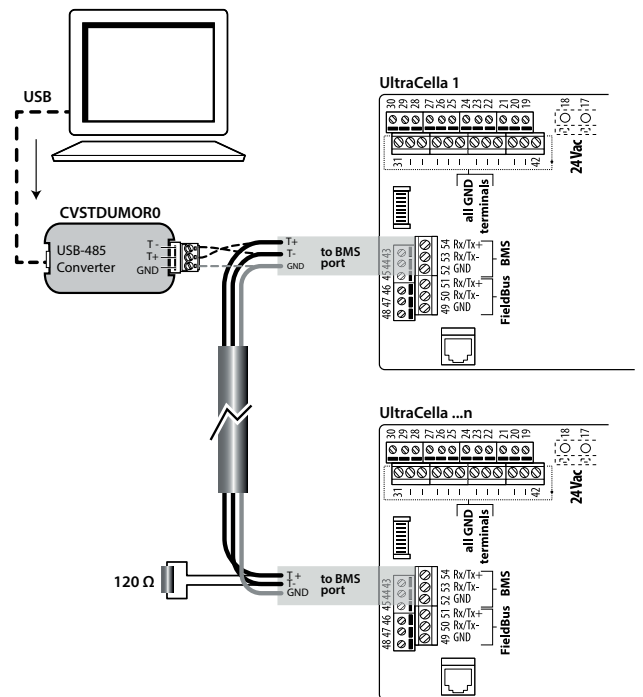 USB
CVSTDUMOR0
USB-485
Converter
T -
T+
GND
T+
T-
GND
to BMS
port
UltraCella 1
30 29 28 27 26 25 24 23 22 21 20 19
18 17
24 Vac
31 42
all GND
terminals
45 44 43
48 47 46
54 Rx/Tx+
53 Rx/Tx-
52 GND
BMS
51 Rx/Tx+
50 Rx/Tx-
49 GND
FieldBus
UltraCella ...n
30 29 28 27 26 25 24 23 22 21 20 19
18 17
24 Vac
31 42
all GND
terminals
120 Ω
T +
T-
GND
to BMS
port
45 44 43
48 47 46
54 Rx/Tx+
53 Rx/Tx-
52 GND
BMS
51 Rx/Tx+
50 Rx/Tx-
49 GND
FieldBus